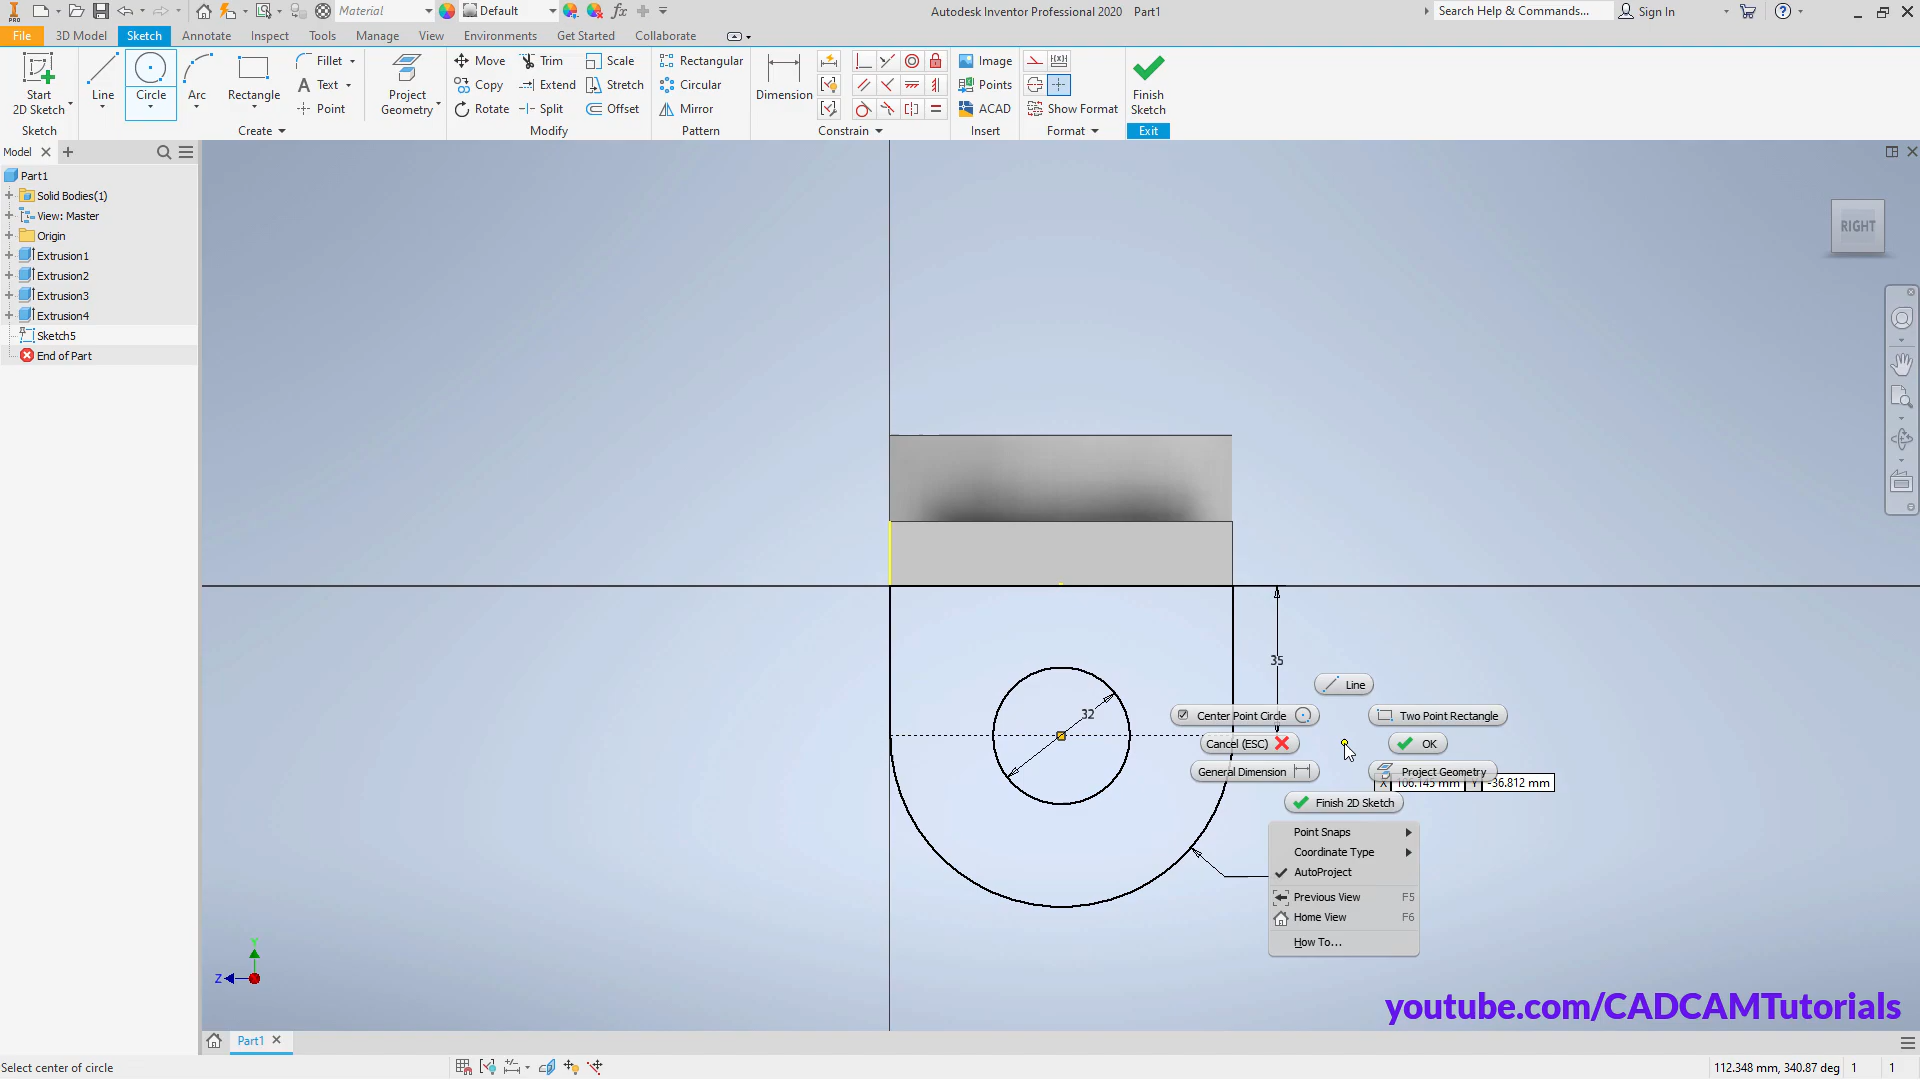 PRO
Material
Default
fx
Autodesk Inventor Professional 2020 Part1
Search Help & Commands...
Sign In
File 3D Model Sketch Annotate Inspect Tools Manage View Environments Get Started Collaborate
Start
2D Sketch
Line
Circle
Arc
Rectangle
Fillet
Text
Point
Project
Geometry
Move
Copy
Rotate
Trim
Extend
Split
Scale
Stretch
Offset
Rectangular
Circular
Mirror
Dimension
Image
Points
ACAD
Show Format
Finish
Sketch
Sketch Create Modify Pattern Constrain Insert Format Exit
Model
Part1
Solid Bodies(1)
View: Master
Origin
Extrusion1
Extrusion2
Extrusion3
Extrusion4
Sketch5
End of Part
RIGHT
35
32
Line
Center Point Circle
Two Point Rectangle
Cancel (ESC)
OK
General Dimension
Project Geometry
X 106.145 mm Y -36.812 mm
Finish 2D Sketch
Point Snaps
Coordinate Type
AutoProject
Previous View F5
Home View F6
How To...
Y
Z
youtube.com/CADCAMTutorials
Part1
Select center of circle
112.348 mm, 340.87 deg 1 1